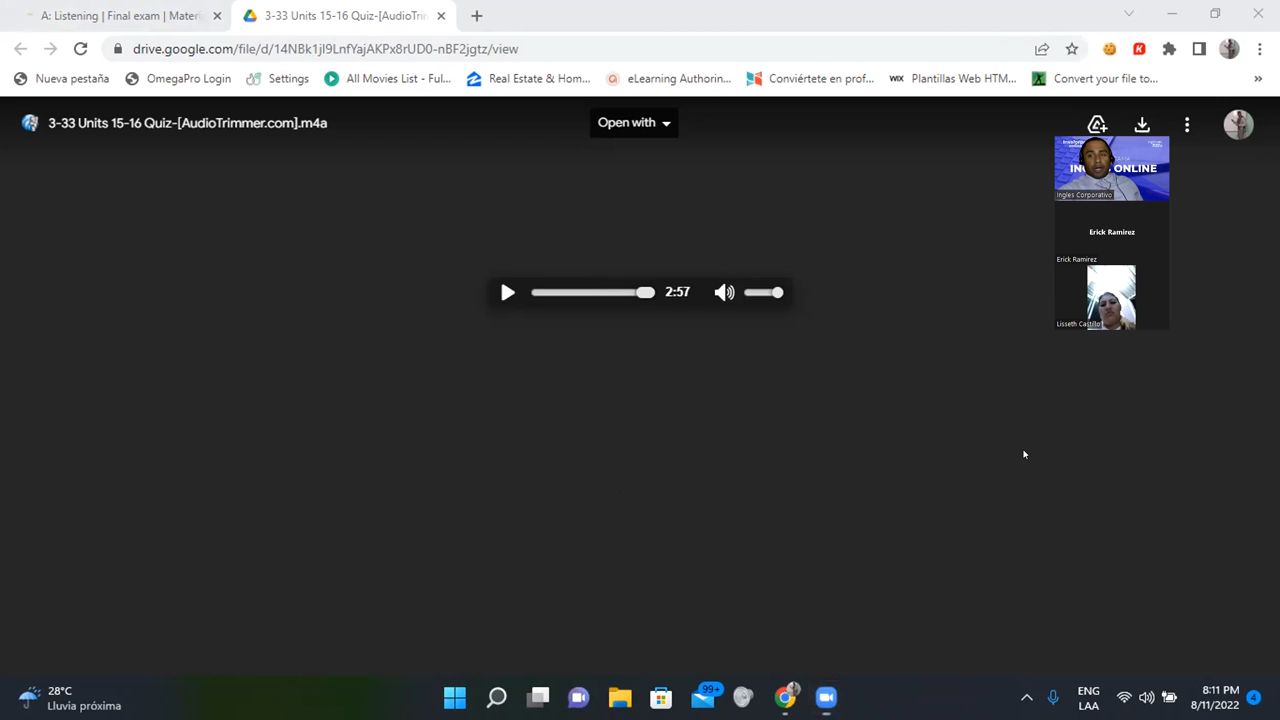 A: Listening | Final exam | Materi
3-33 Units 15-16 Quiz-[AudioTrim
drive.google.com/file/d/14NBk1jl9LnfYajAKPx8rUD0-nBF2jgtz/view
Nueva pestaña
OmegaPro Login
Settings
All Movies List - Ful...
Real Estate & Hom...
eLearning Authorin...
Conviértete en prof...
WIX Plantillas Web HTM...
Convert your file to...
»
3-33 Units 15-16 Quiz-[AudioTrimmer.com].m4a
Open with
ONLINE
Ingles Corporativo
Erick Ramirez
Erick Ramirez
Lisseth Castillo
2:57
28°C
Lluvia próxima
99+
ENG
LAA
8:11 PM
8/11/2022
4